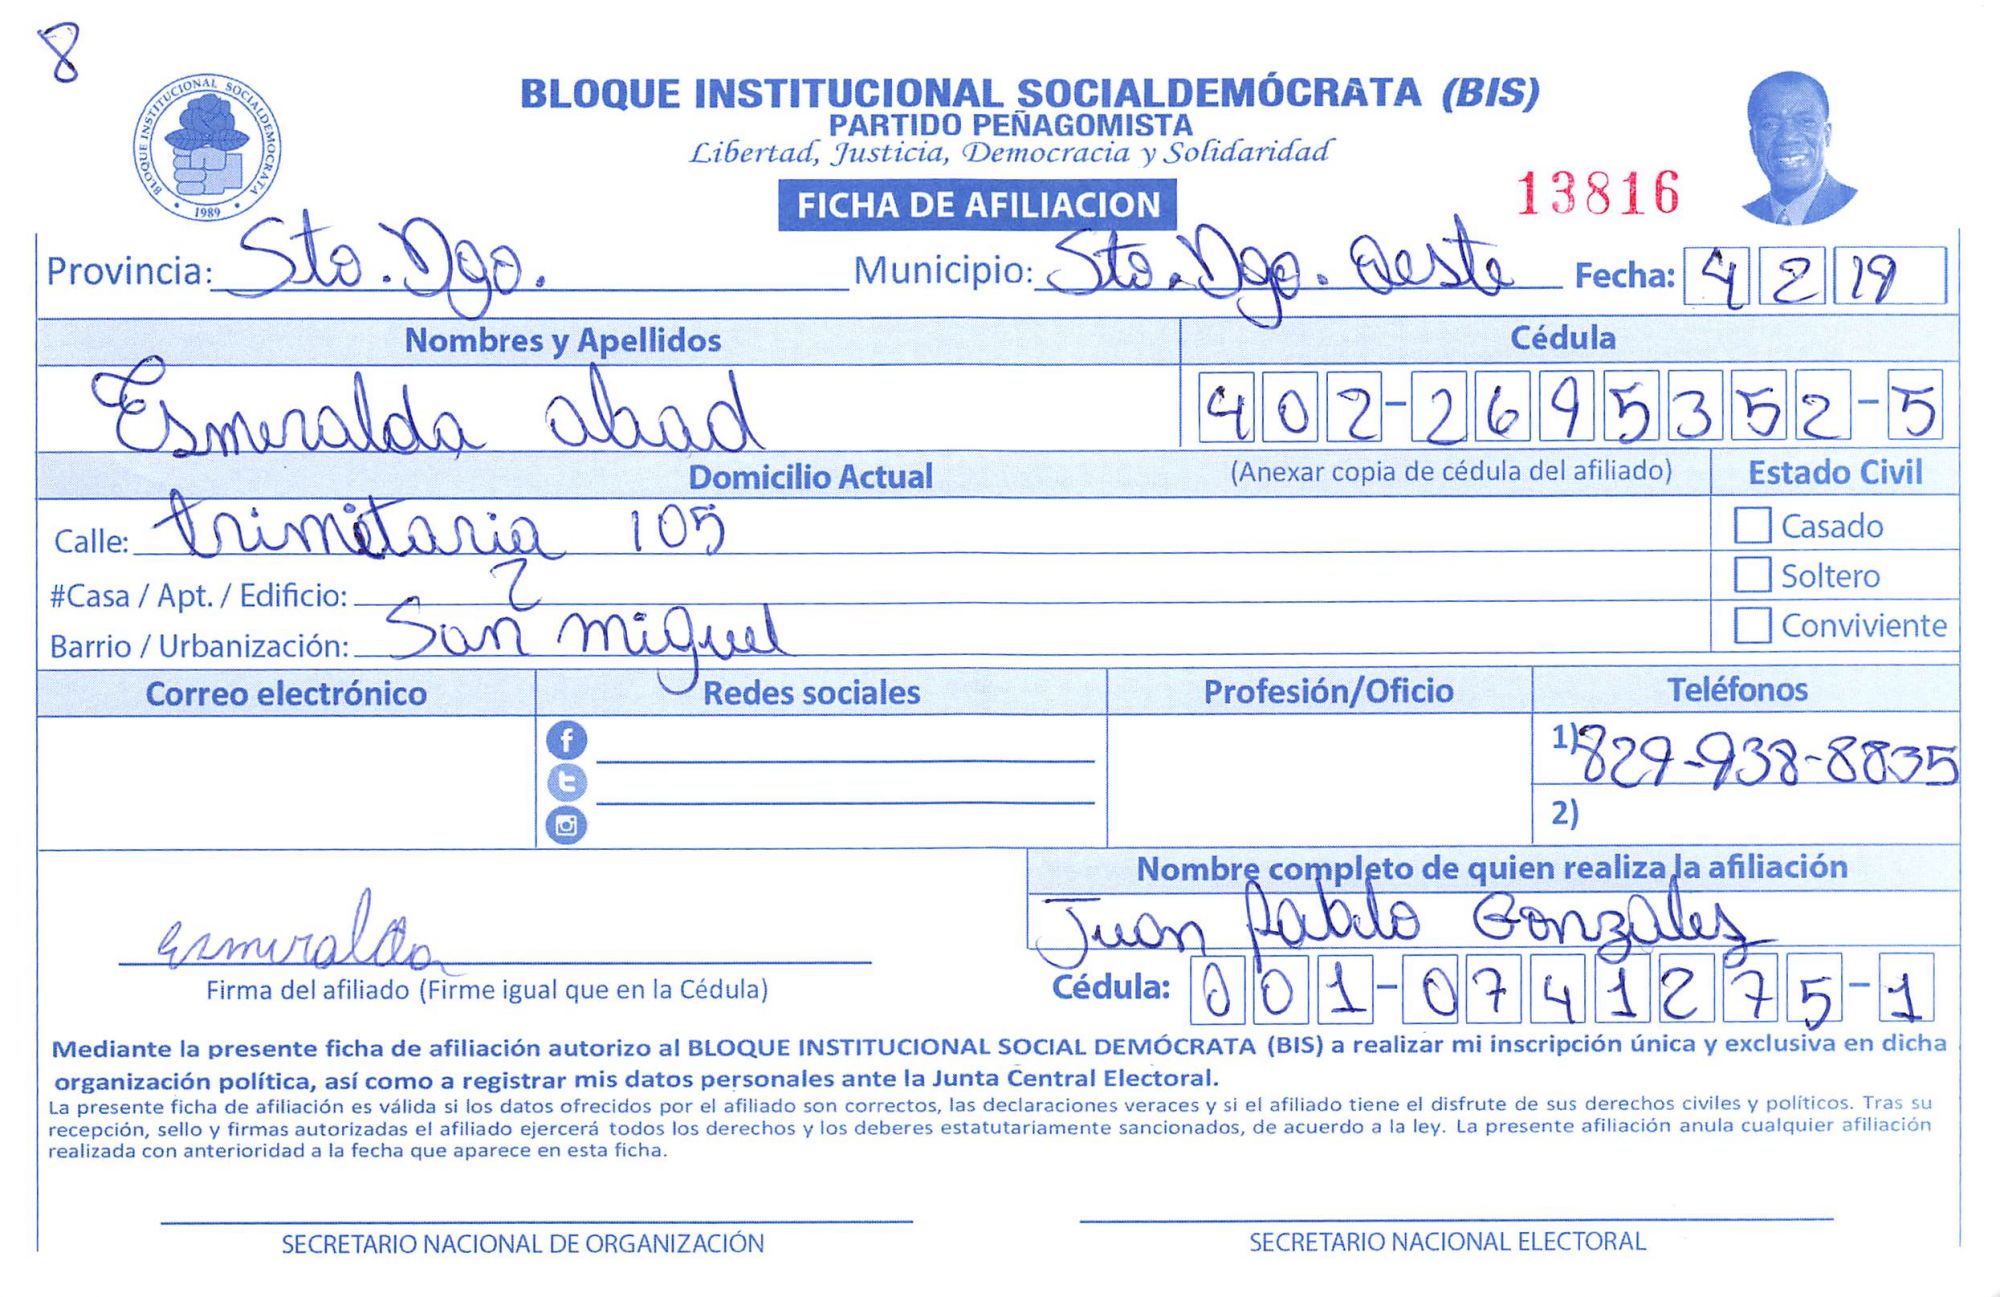 8
BLOQUE INSTITUCIONAL SOCIALDEMOCRATA
1989
BLOQUE INSTITUCIONAL SOCIALDEMÓCRATA (BIS)
PARTIDO PEÑAGOMISTA
Libertad, Justicia, Democracia y Solidaridad
FICHA DE AFILIACION
13816
Provincia: Sto. Dgo. Municipio: Sto. Dgo. Oeste Fecha: 4 2 19
Nombres y Apellidos Cédula
Esmeralda abad 402-2695352-5
Domicilio Actual (Anexar copia de cédula del afiliado) Estado Civil
Calle: trimetaria 105 Casado
#Casa / Apt. / Edificio: 2 Soltero
Barrio / Urbanización: San miguel Conviviente
Correo electrónico Redes sociales Profesión/Oficio Teléfonos
1) 829-938-8835
2)
Nombre completo de quien realiza la afiliación
Juan Pablo Gonzales
Esmeralda
Firma del afiliado (Firme igual que en la Cédula) Cédula: 001-0741275-1
Mediante la presente ficha de afiliación autorizo al BLOQUE INSTITUCIONAL SOCIAL DEMÓCRATA (BIS) a realizar mi inscripción única y exclusiva en dicha
organización política, así como a registrar mis datos personales ante la Junta Central Electoral.
La presente ficha de afiliación es válida si los datos ofrecidos por el afiliado son correctos, las declaraciones veraces y si el afiliado tiene el disfrute de sus derechos civiles y políticos. Tras su
recepción, sello y firmas autorizadas el afiliado ejercerá todos los derechos y los deberes estatutariamente sancionados, de acuerdo a la ley. La presente afiliación anula cualquier afiliación
realizada con anterioridad a la fecha que aparece en esta ficha.
SECRETARIO NACIONAL DE ORGANIZACIÓN SECRETARIO NACIONAL ELECTORAL